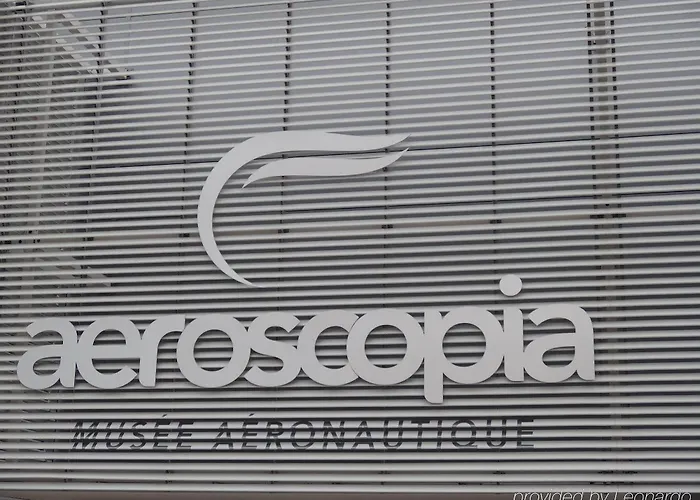 aeroscopia
MUSÉE AÉRONAUTIQUE
provided by Leonardo